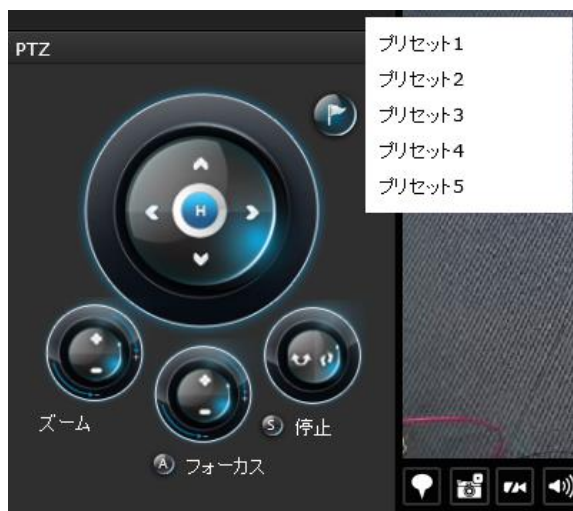 PTZ
プリセット1
プリセット2
プリセット3
プリセット4
プリセット5
H
ズーム
S 停止
A フォーカス